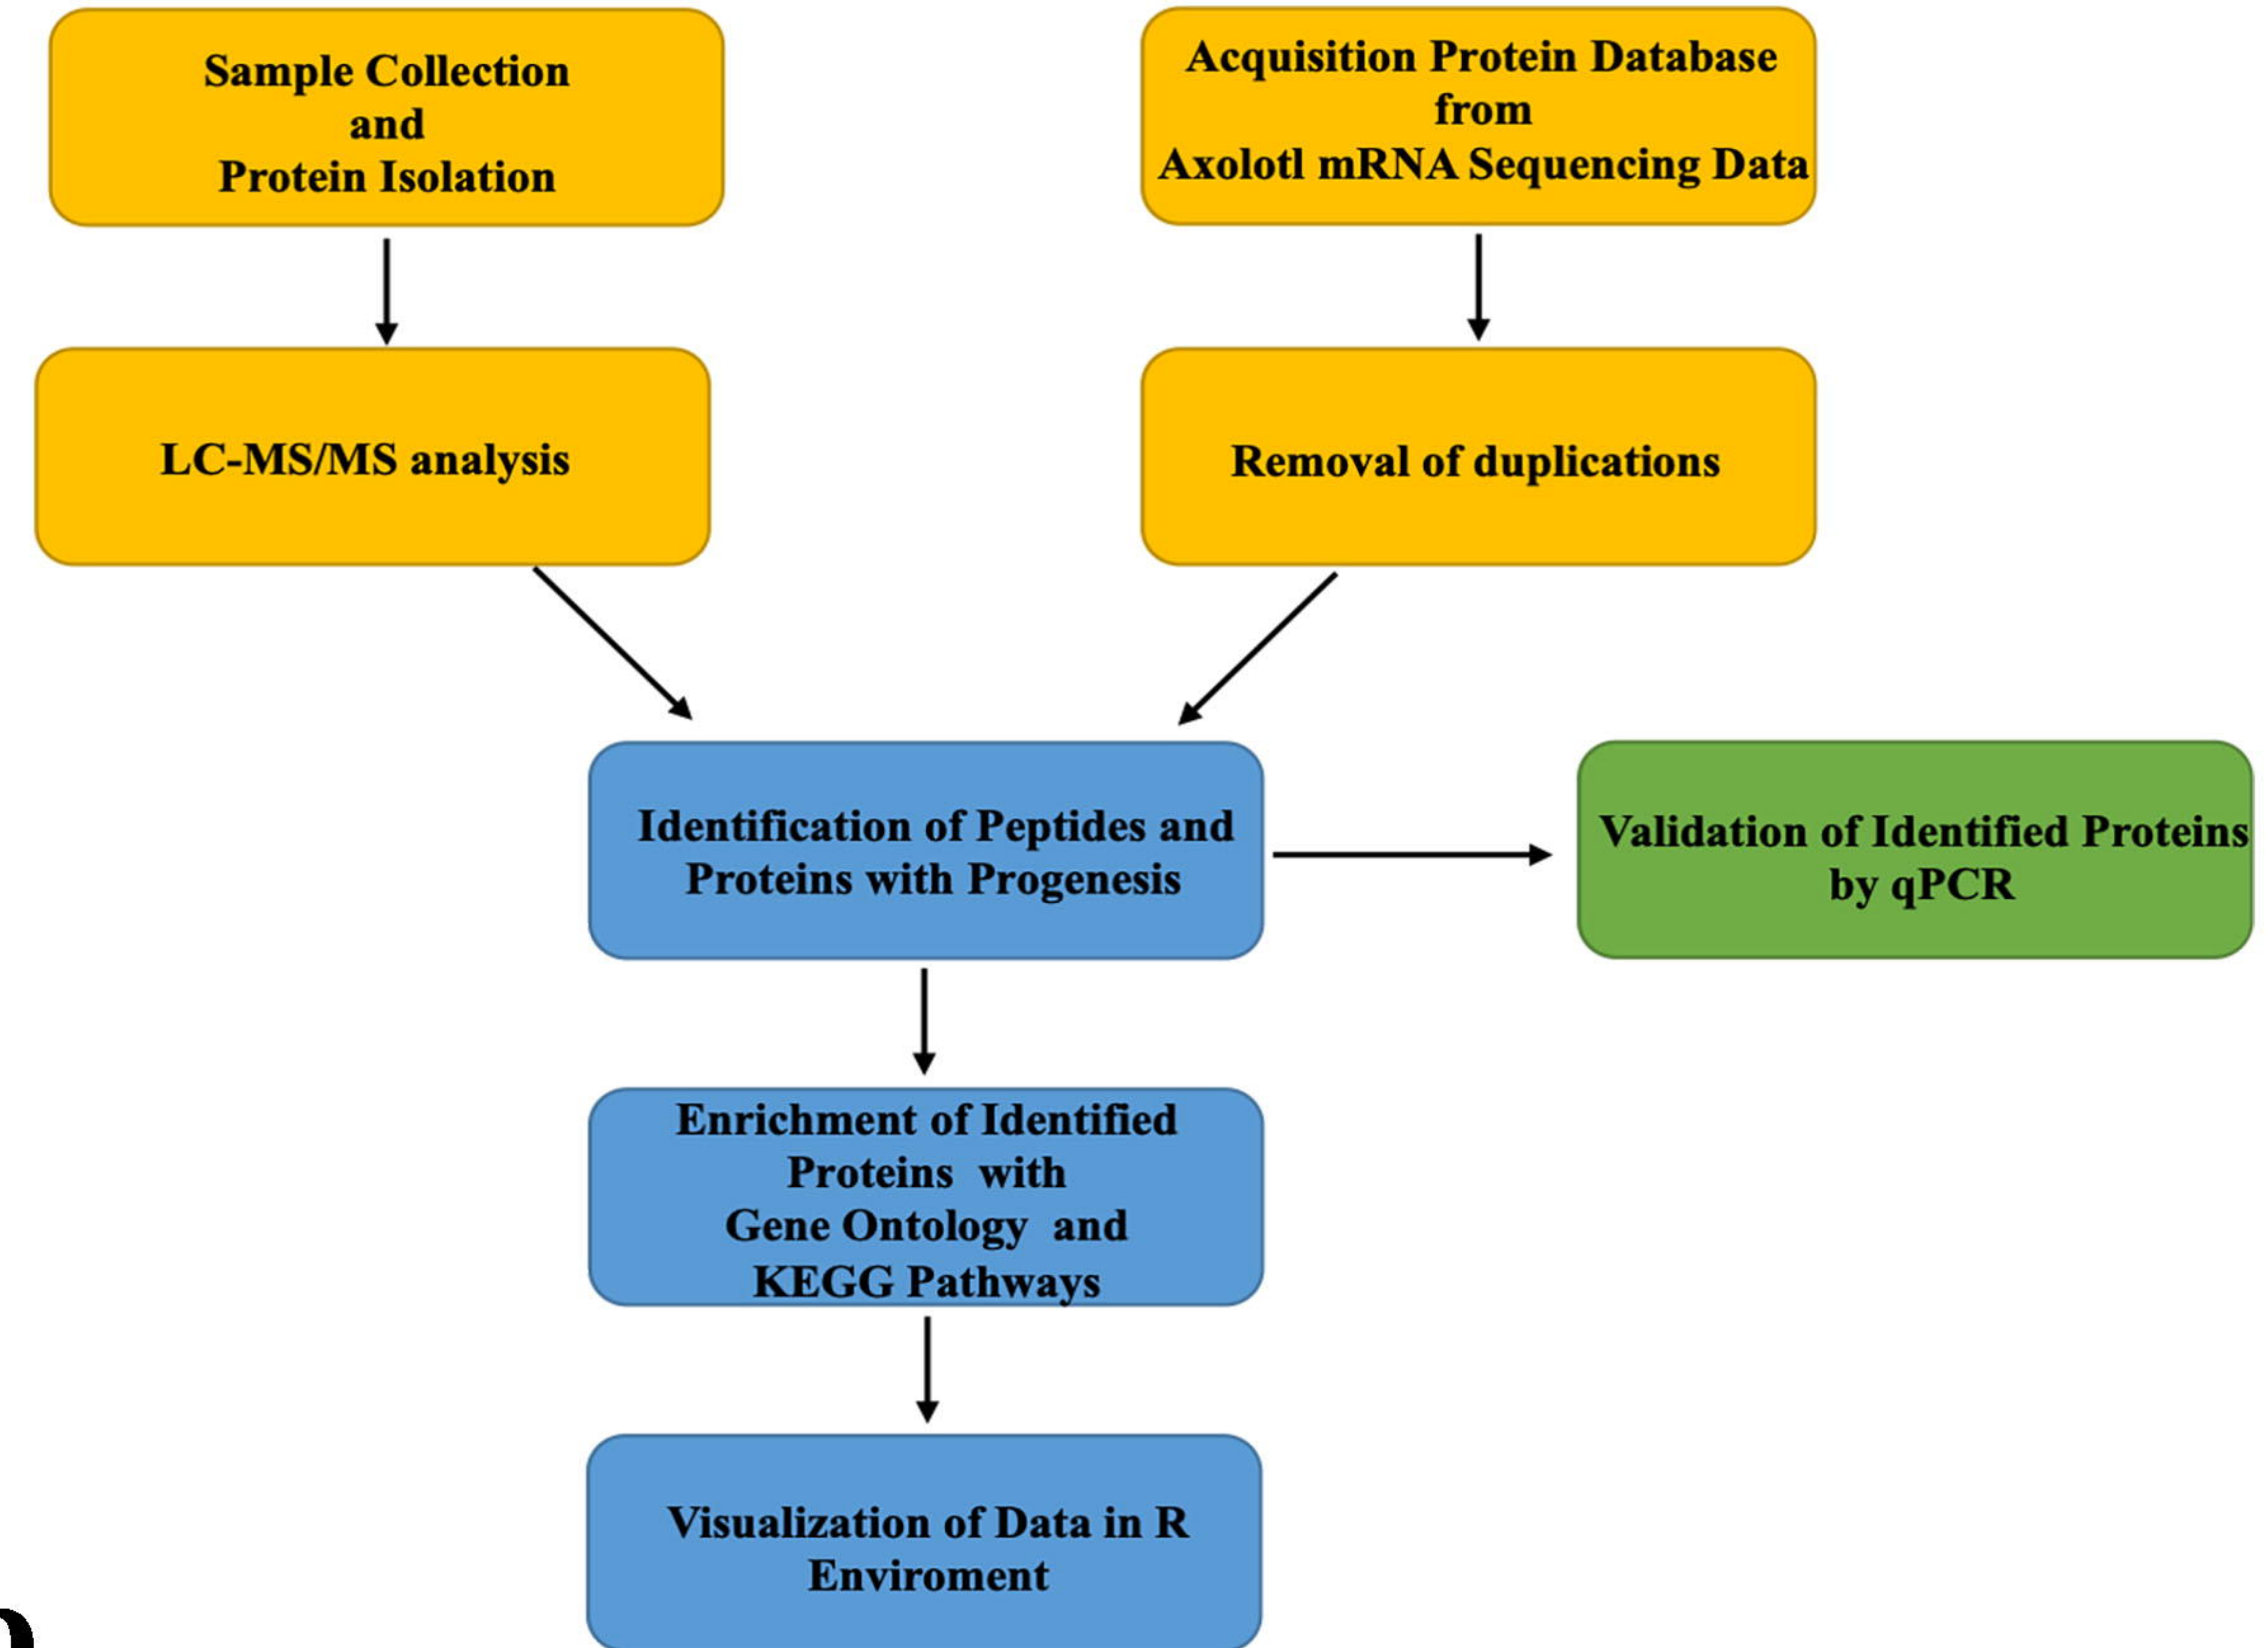 Sample Collection
and
Protein Isolation
Acquisition Protein Database
from
Axolotl mRNA Sequencing Data
LC-MS/MS analysis
Removal of duplications
Identification of Peptides and
Proteins with Progenesis
Validation of Identified Proteins
by qPCR
Enrichment of Identified
Proteins with
Gene Ontology and
KEGG Pathways
Visualization of Data in R
Enviroment